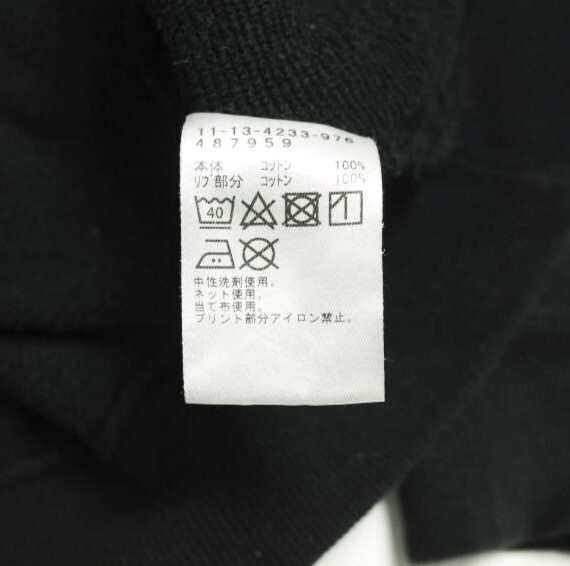 11-13-4233-976
487959
本体 コットン 100%
リブ部分 コットン 100%
40
中性洗剤使用。
ネット使用。
当て布使用。
プリント部分アイロン禁止。